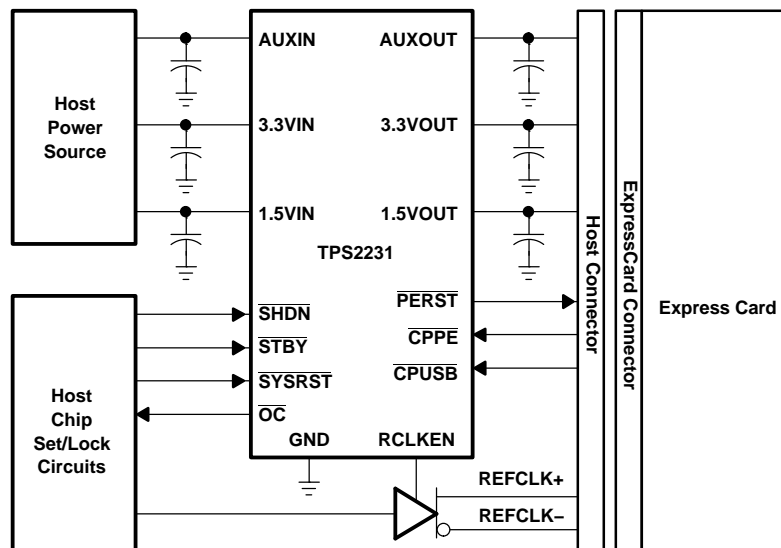 AUXIN
AUXOUT
Host
Power
Source
3.3VIN
3.3VOUT
1.5VIN
1.5VOUT
TPS2231
Host Connector
ExpressCard Connector
Express Card
SHDN
STBY
SYSRST
OC
PERST
CPPE
CPUSB
GND
RCLKEN
Host
Chip
Set/Lock
Circuits
REFCLK+
REFCLK−